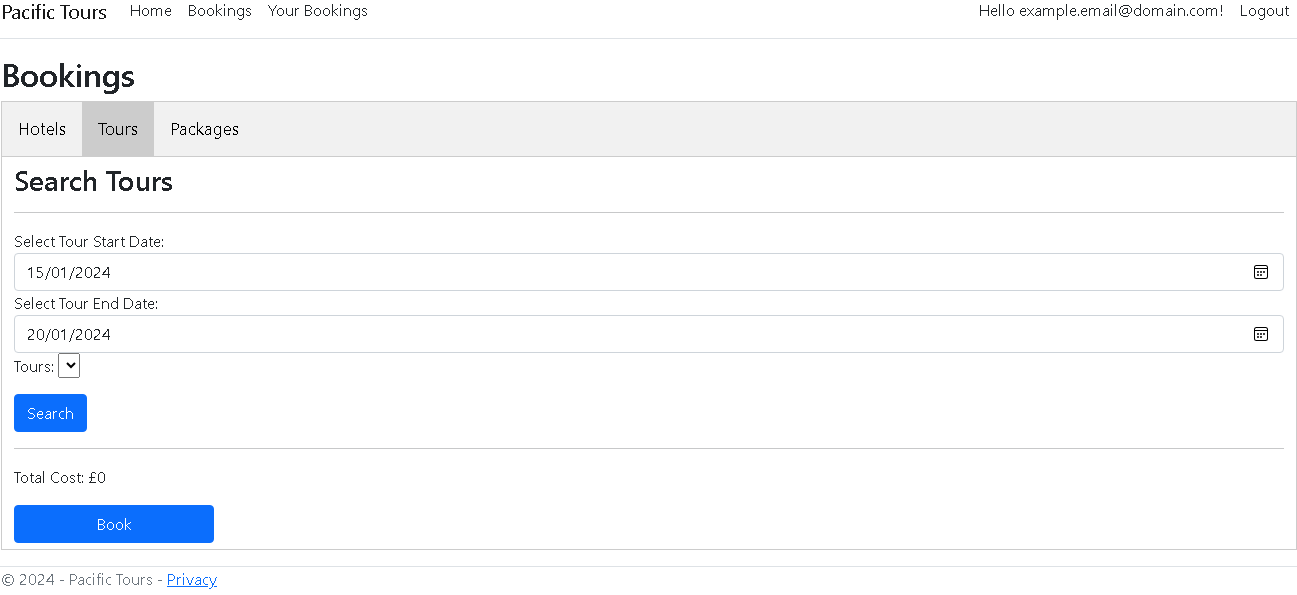 Pacific Tours Home Bookings Your Bookings Hello example.email@domain.com! Logout
Bookings
Hotels Tours Packages
Search Tours
Select Tour Start Date:
15/01/2024
Select Tour End Date:
20/01/2024
Tours:
Search
Total Cost: £0
Book
© 2024 - Pacific Tours - Privacy